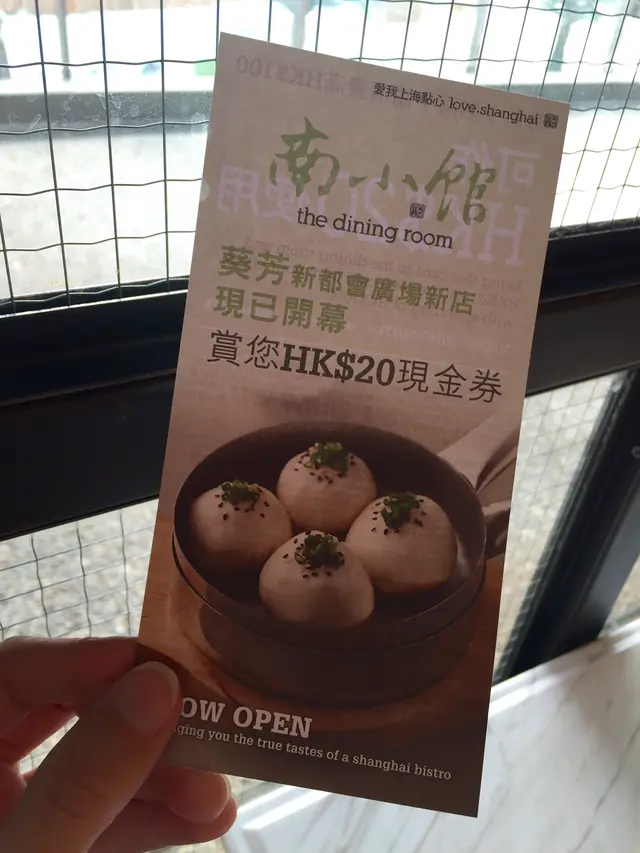 愛我上海點心 love.shanghai
南小館
the dining room
葵芳新都會廣場新店
現已開幕
賞您HK$20現金券
OW OPEN
ging you the true tastes of a shanghai bistro